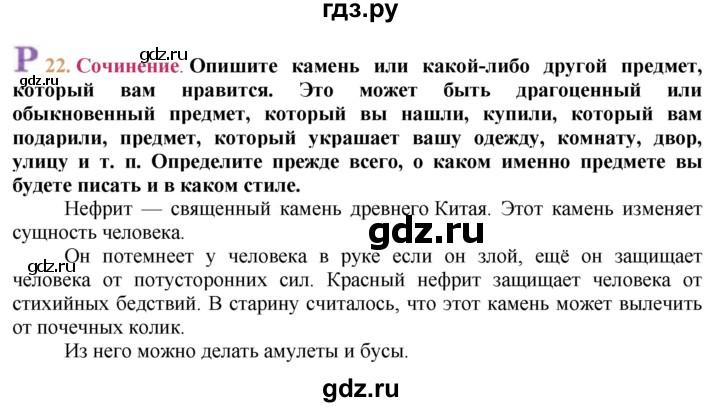 гдз.ру
Р 22. Сочинение. Опишите камень или какой-либо другой предмет,
gdz.ru gdz.ru
который вам нравится. Это может быть драгоценный или
обыкновенный предмет, который вы нашли, купили, который вам
подарили, предмет, который украшает вашу одежду, комнату, двор,
улицу и т. п. Определите прежде всего, о каком именно предмете вы
будете писать и в каком стиле.
Нефрит — священный камень древнего Китая. Этот камень изменяет
сущность человека.
gdz.ru
Он потемнеет у человека в руке если он злой, ещё он защищает
человека от потусторонних сил. Красный нефрит защищает человека от
стихийных бедствий. В старину считалось, что этот камень может вылечить
gdz.ru gdz.ru
от почечных колик.
Из него можно делать амулеты и бусы.
gdz.ru